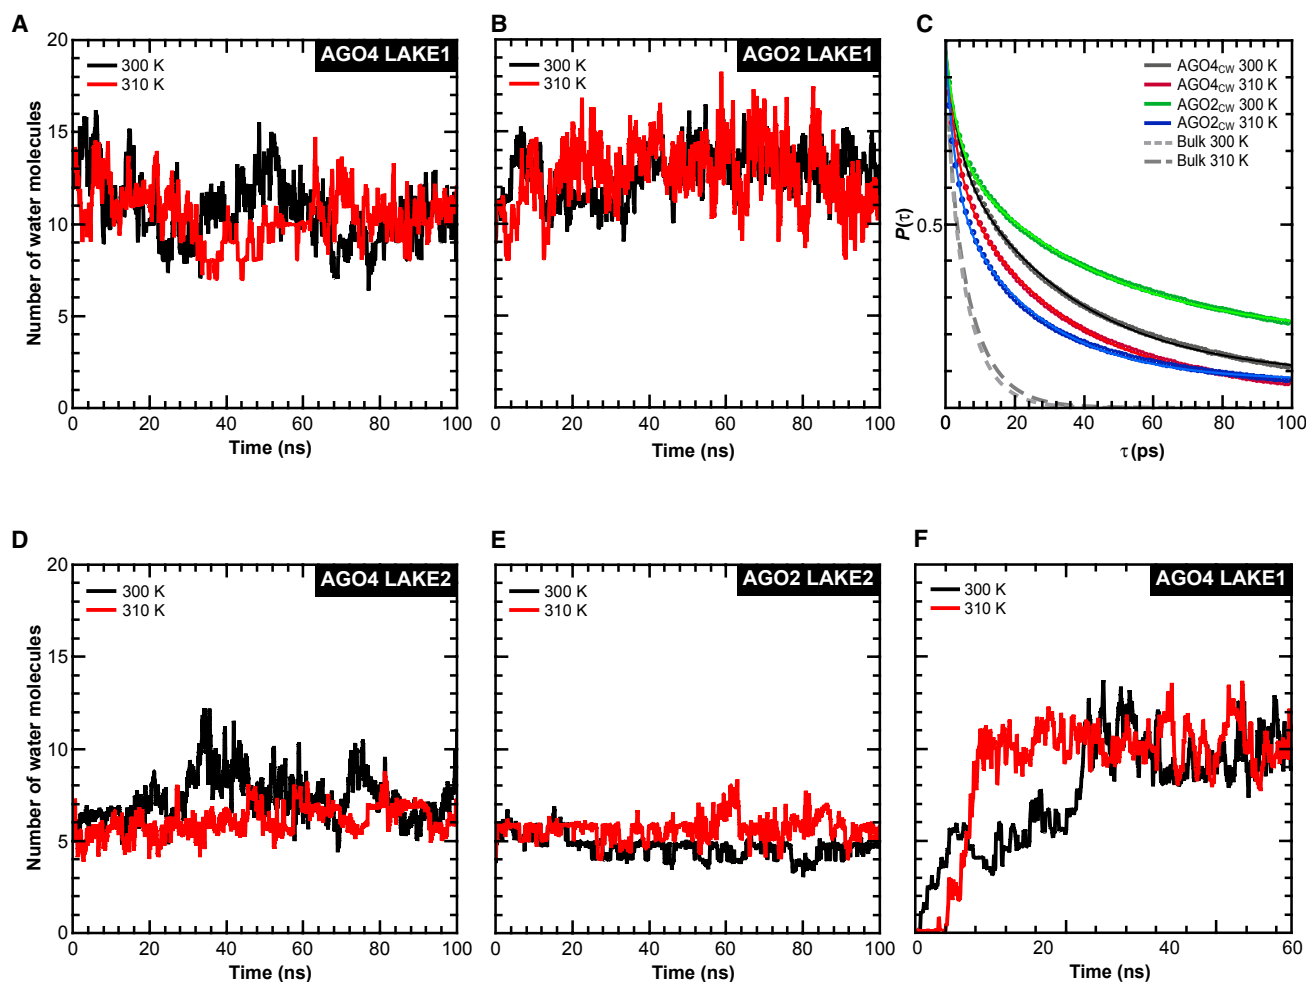 A
B
C
20
15
10
5
0
Number of water molecules
AGO4 LAKE1
300 K
310 K
0 20 40 60 80 100
Time (ns)
AGO2 LAKE1
300 K
310 K
0 20 40 60 80 100
Time (ns)
AGO4CW 300 K
AGO4CW 310 K
AGO2CW 300 K
AGO2CW 310 K
Bulk 300 K
Bulk 310 K
P(τ)
0.5
0 20 40 60 80 100
τ (ps)
D
E
F
20
15
10
5
0
Number of water molecules
AGO4 LAKE2
300 K
310 K
0 20 40 60 80 100
Time (ns)
AGO2 LAKE2
300 K
310 K
0 20 40 60 80 100
Time (ns)
AGO4 LAKE1
300 K
310 K
0 20 40 60
Time (ns)